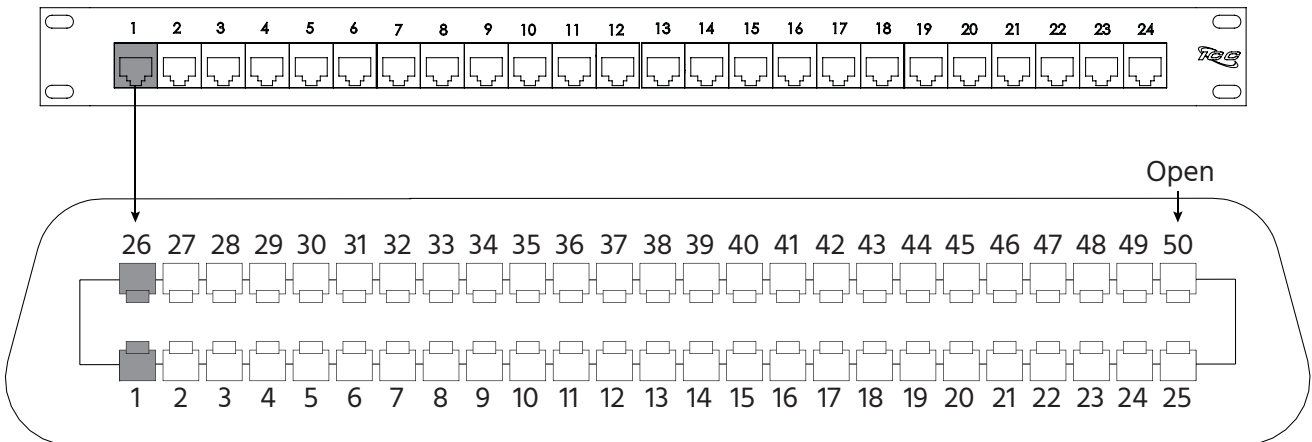 1 2 3 4 5 6 7 8 9 10 11 12 13 14 15 16 17 18 19 20 21 22 23 24
TCC
Open
26 27 28 29 30 31 32 33 34 35 36 37 38 39 40 41 42 43 44 45 46 47 48 49 50
1 2 3 4 5 6 7 8 9 10 11 12 13 14 15 16 17 18 19 20 21 22 23 24 25